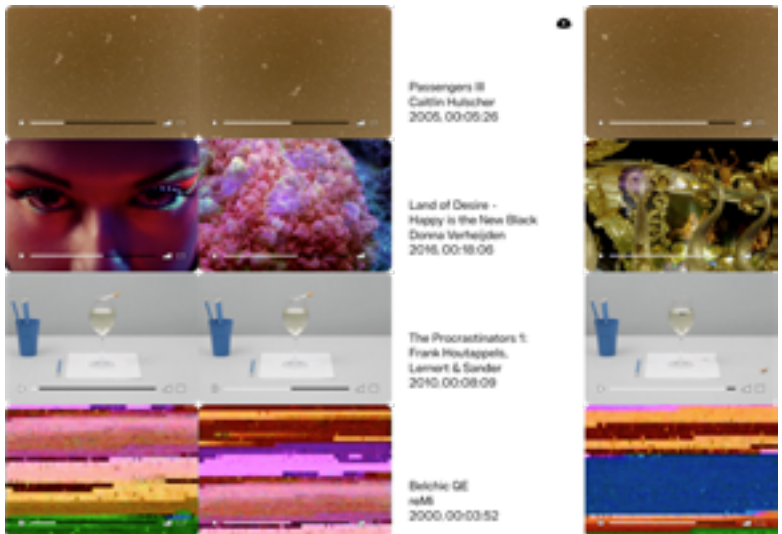 Passengers III
Caitlin Hulscher
2005, 00:05:26
Land of Desire -
Happy is the New Black
Donna Verheijden
2016, 00:18:06
The Procrastinators 1:
Frank Houtappels,
Lernert & Sander
2010, 00:08:09
Belchic QE
reMI
2000, 00:03:52